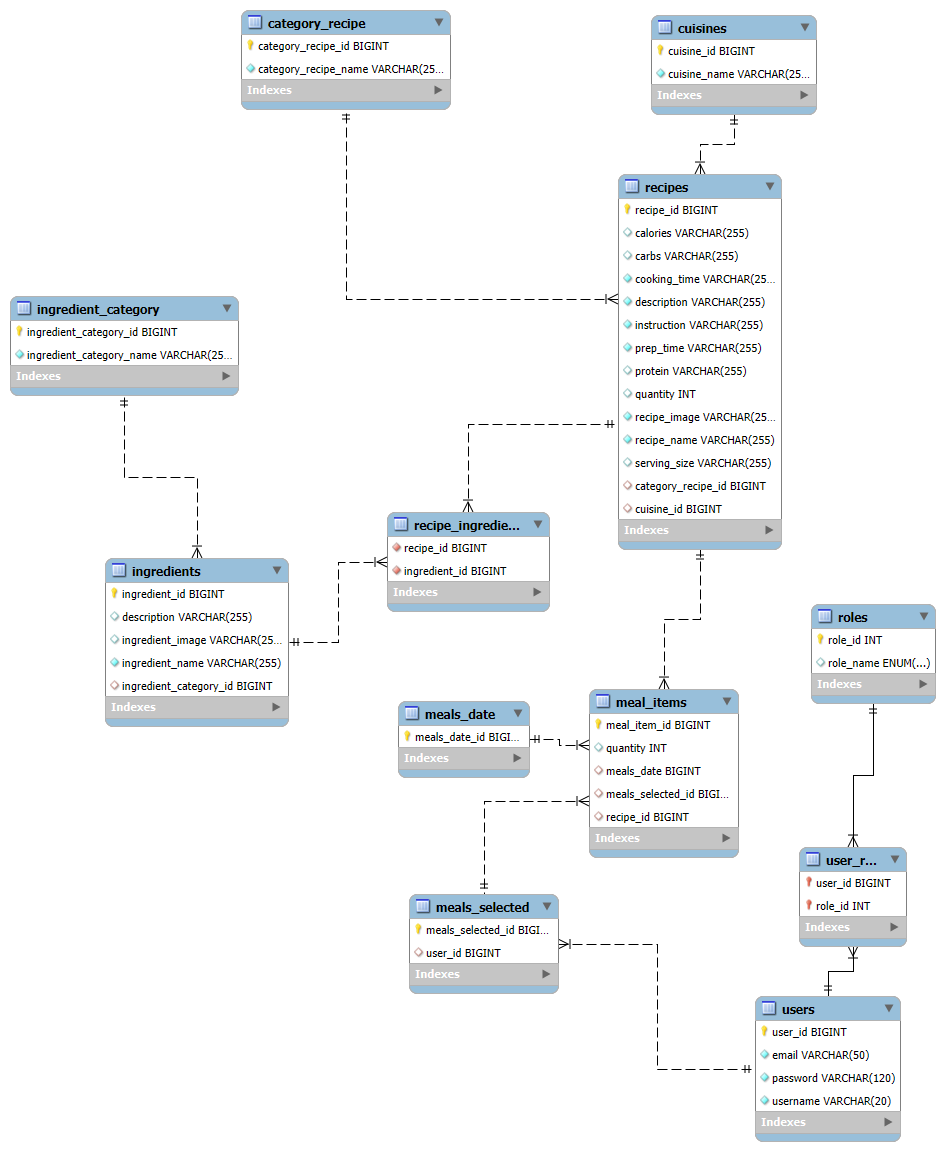 category_recipe
category_recipe_id BIGINT
category_recipe_name VARCHAR(25...
Indexes
cuisines
cuisine_id BIGINT
cuisine_name VARCHAR(25...
Indexes
recipes
recipe_id BIGINT
calories VARCHAR(255)
carbs VARCHAR(255)
cooking_time VARCHAR(25...
description VARCHAR(255)
instruction VARCHAR(255)
prep_time VARCHAR(255)
protein VARCHAR(255)
quantity INT
recipe_image VARCHAR(25...
recipe_name VARCHAR(255)
serving_size VARCHAR(255)
category_recipe_id BIGINT
cuisine_id BIGINT
Indexes
ingredient_category
ingredient_category_id BIGINT
ingredient_category_name VARCHAR(25...
Indexes
recipe_ingredie...
recipe_id BIGINT
ingredient_id BIGINT
Indexes
ingredients
ingredient_id BIGINT
description VARCHAR(255)
ingredient_image VARCHAR(25...
ingredient_name VARCHAR(255)
ingredient_category_id BIGINT
Indexes
roles
role_id INT
role_name ENUM(...)
Indexes
meals_date
meals_date_id BIGI...
Indexes
meal_items
meal_item_id BIGINT
quantity INT
meals_date BIGINT
meals_selected_id BIGI...
recipe_id BIGINT
Indexes
user_r...
user_id BIGINT
role_id INT
Indexes
meals_selected
meals_selected_id BIGI...
user_id BIGINT
Indexes
users
user_id BIGINT
email VARCHAR(50)
password VARCHAR(120)
username VARCHAR(20)
Indexes